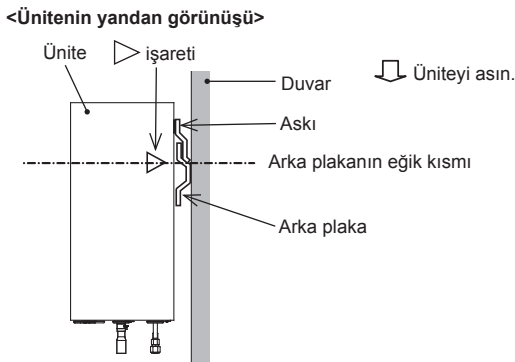 <Ünitenin yandan görünüşü>
Ünite
işareti
Duvar
Üniteyi asın.
Askı
Arka plakanın eğik kısmı
Arka plaka